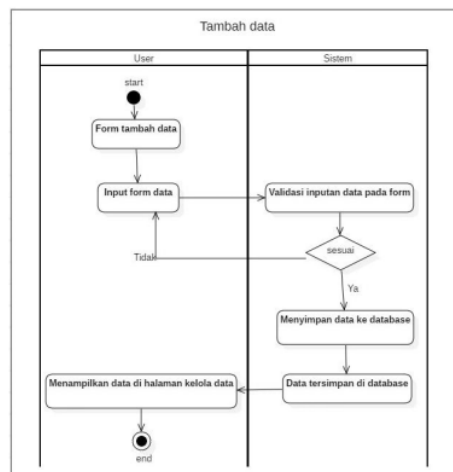 Tambah data
User
Sistem
start
Form tambah data
Input form data
Validasi inputan data pada form
sesuai
Tidak
Ya
Menyimpan data ke database
Menampilkan data di halaman kelola data
Data tersimpan di database
end